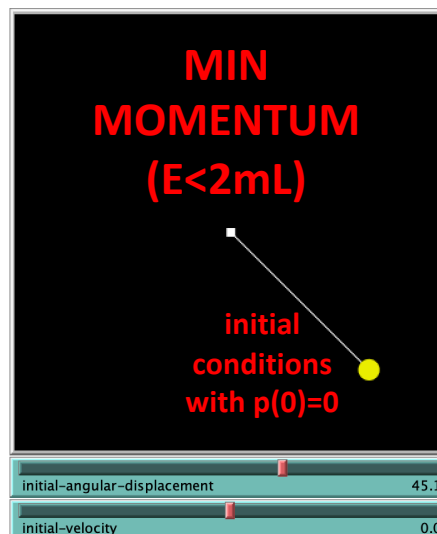 MIN
MOMENTUM
(E<2mL)
initial
conditions
with p(0)=0
initial-angular-displacement 45.1
initial-velocity 0.0